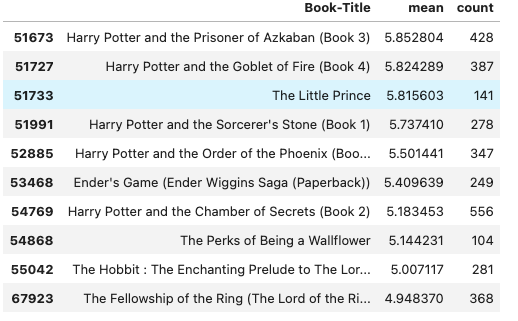 Book-Title mean count
51673 Harry Potter and the Prisoner of Azkaban (Book 3) 5.852804 428
51727 Harry Potter and the Goblet of Fire (Book 4) 5.824289 387
51733 The Little Prince 5.815603 141
51991 Harry Potter and the Sorcerer's Stone (Book 1) 5.737410 278
52885 Harry Potter and the Order of the Phoenix (Boo... 5.501441 347
53468 Ender's Game (Ender Wiggins Saga (Paperback)) 5.409639 249
54769 Harry Potter and the Chamber of Secrets (Book 2) 5.183453 556
54868 The Perks of Being a Wallflower 5.144231 104
55042 The Hobbit : The Enchanting Prelude to The Lor... 5.007117 281
67923 The Fellowship of the Ring (The Lord of the Ri... 4.948370 368